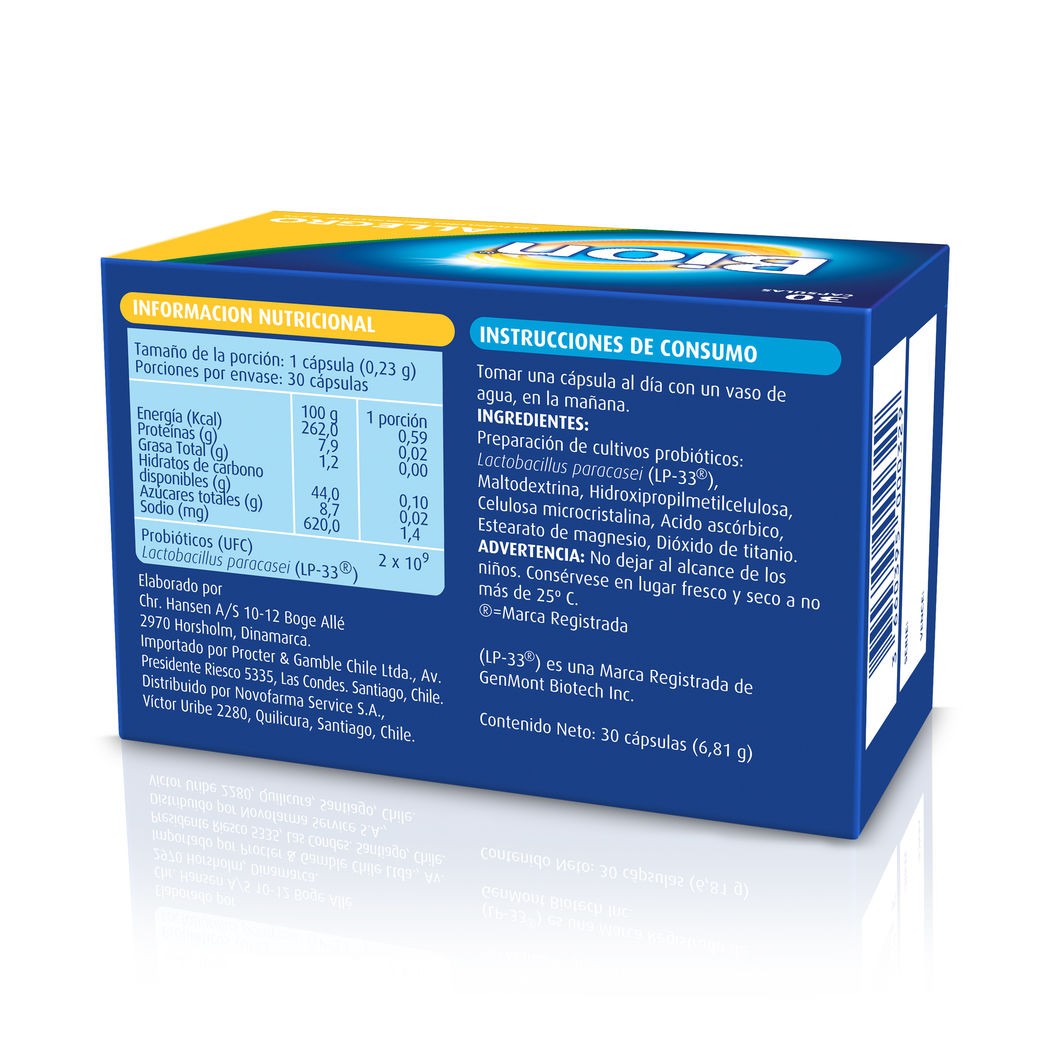 ALLEGRO
Bion
30
CÁPSULAS
INFORMACION NUTRICIONAL
Tamaño de la porción: 1 cápsula (0,23 g)
Porciones por envase: 30 cápsulas
100 g 1 porción
Energía (Kcal) 262,0 0,59
Proteínas (g) 7,9 0,02
Grasa Total (g) 1,2 0,00
Hidratos de carbono
disponibles (g) 44,0 0,10
Azúcares totales (g) 8,7 0,02
Sodio (mg) 620,0 1,4
Probióticos (UFC)
Lactobacillus paracasei (LP-33®) 2 x 10⁹
Elaborado por
Chr. Hansen A/S 10-12 Boge Allé
2970 Horsholm, Dinamarca.
Importado por Procter & Gamble Chile Ltda., Av.
Presidente Riesco 5335, Las Condes. Santiago, Chile.
Distribuido por Novofarma Service S.A.,
Víctor Uribe 2280, Quilicura, Santiago, Chile.
INSTRUCCIONES DE CONSUMO
Tomar una cápsula al día con un vaso de
agua, en la mañana.
INGREDIENTES:
Preparación de cultivos probióticos:
Lactobacillus paracasei (LP-33®),
Maltodextrina, Hidroxipropilmetilcelulosa,
Celulosa microcristalina, Acido ascórbico,
Estearato de magnesio, Dióxido de titanio.
ADVERTENCIA: No dejar al alcance de los
niños. Consérvese en lugar fresco y seco a no
más de 25º C.
®=Marca Registrada
(LP-33®) es una Marca Registrada de
GenMont Biotech Inc.
Contenido Neto: 30 cápsulas (6,81 g)
SERIE:
VENCE: